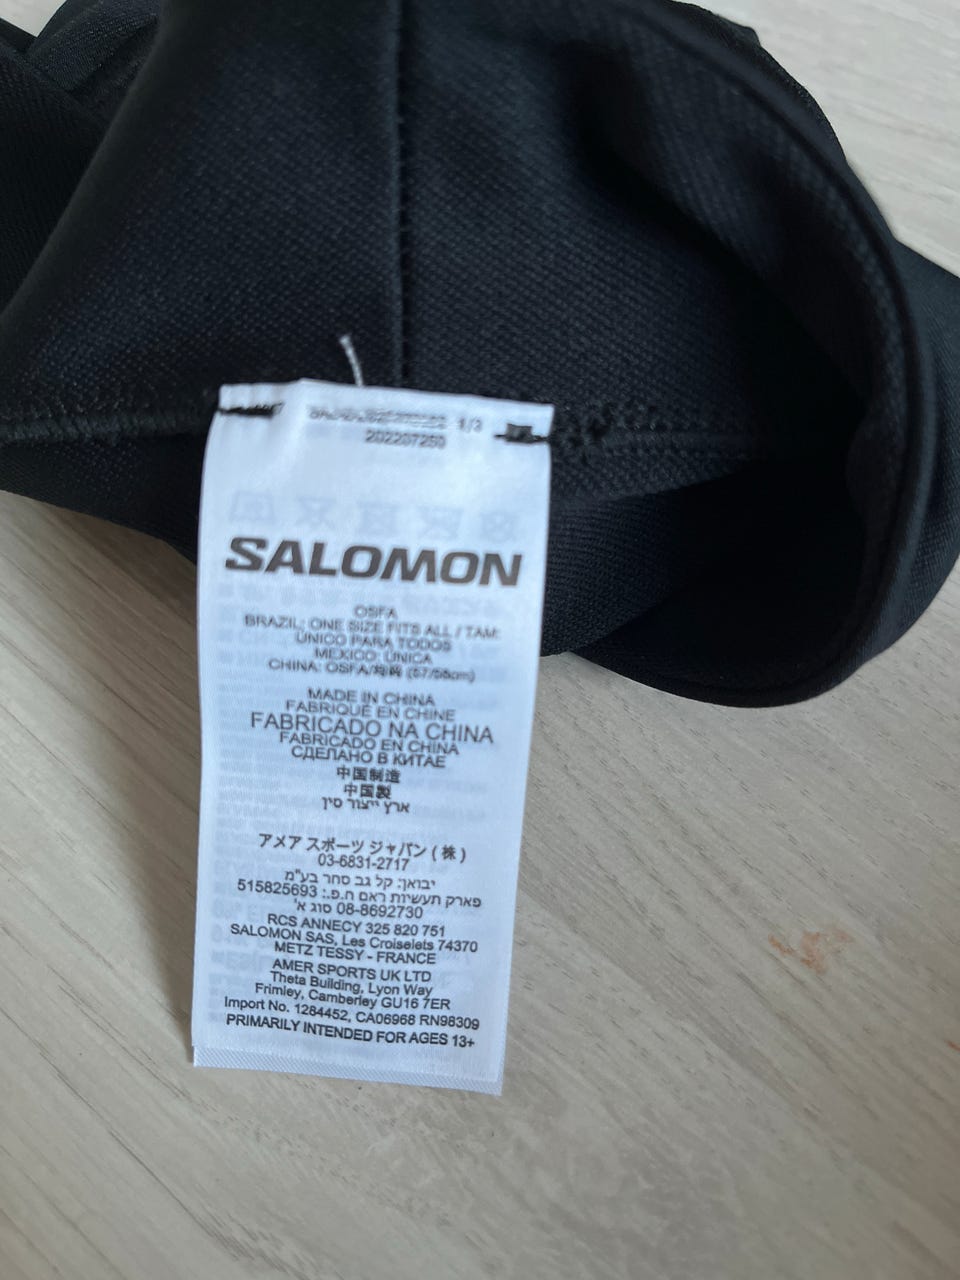 1/3
202207250
SALOMON
OSFA
BRAZIL: ONE SIZE FITS ALL / TAM:
ÚNICO PARA TODOS
MEXICO: ÚNICA
CHINA: OSFA/均码 (57/58cm)
MADE IN CHINA
FABRIQUÉ EN CHINE
FABRICADO NA CHINA
FABRICADO EN CHINA
СДЕЛАНО В КИТАЕ
中国制造
中国製
ארץ ייצור סין
アメア スポーツ ジャパン ( 株 )
03-6831-2717
יבואן: קל גב סחר בע"מ
פארק תעשיות ראם ח.פ.: 515825693
08-8692730 סוג א'
RCS ANNECY 325 820 751
SALOMON SAS, Les Croiselets 74370
METZ TESSY - FRANCE
AMER SPORTS UK LTD
Theta Building, Lyon Way
Frimley, Camberley GU16 7ER
Import No. 1284452, CA06968 RN98309
PRIMARILY INTENDED FOR AGES 13+